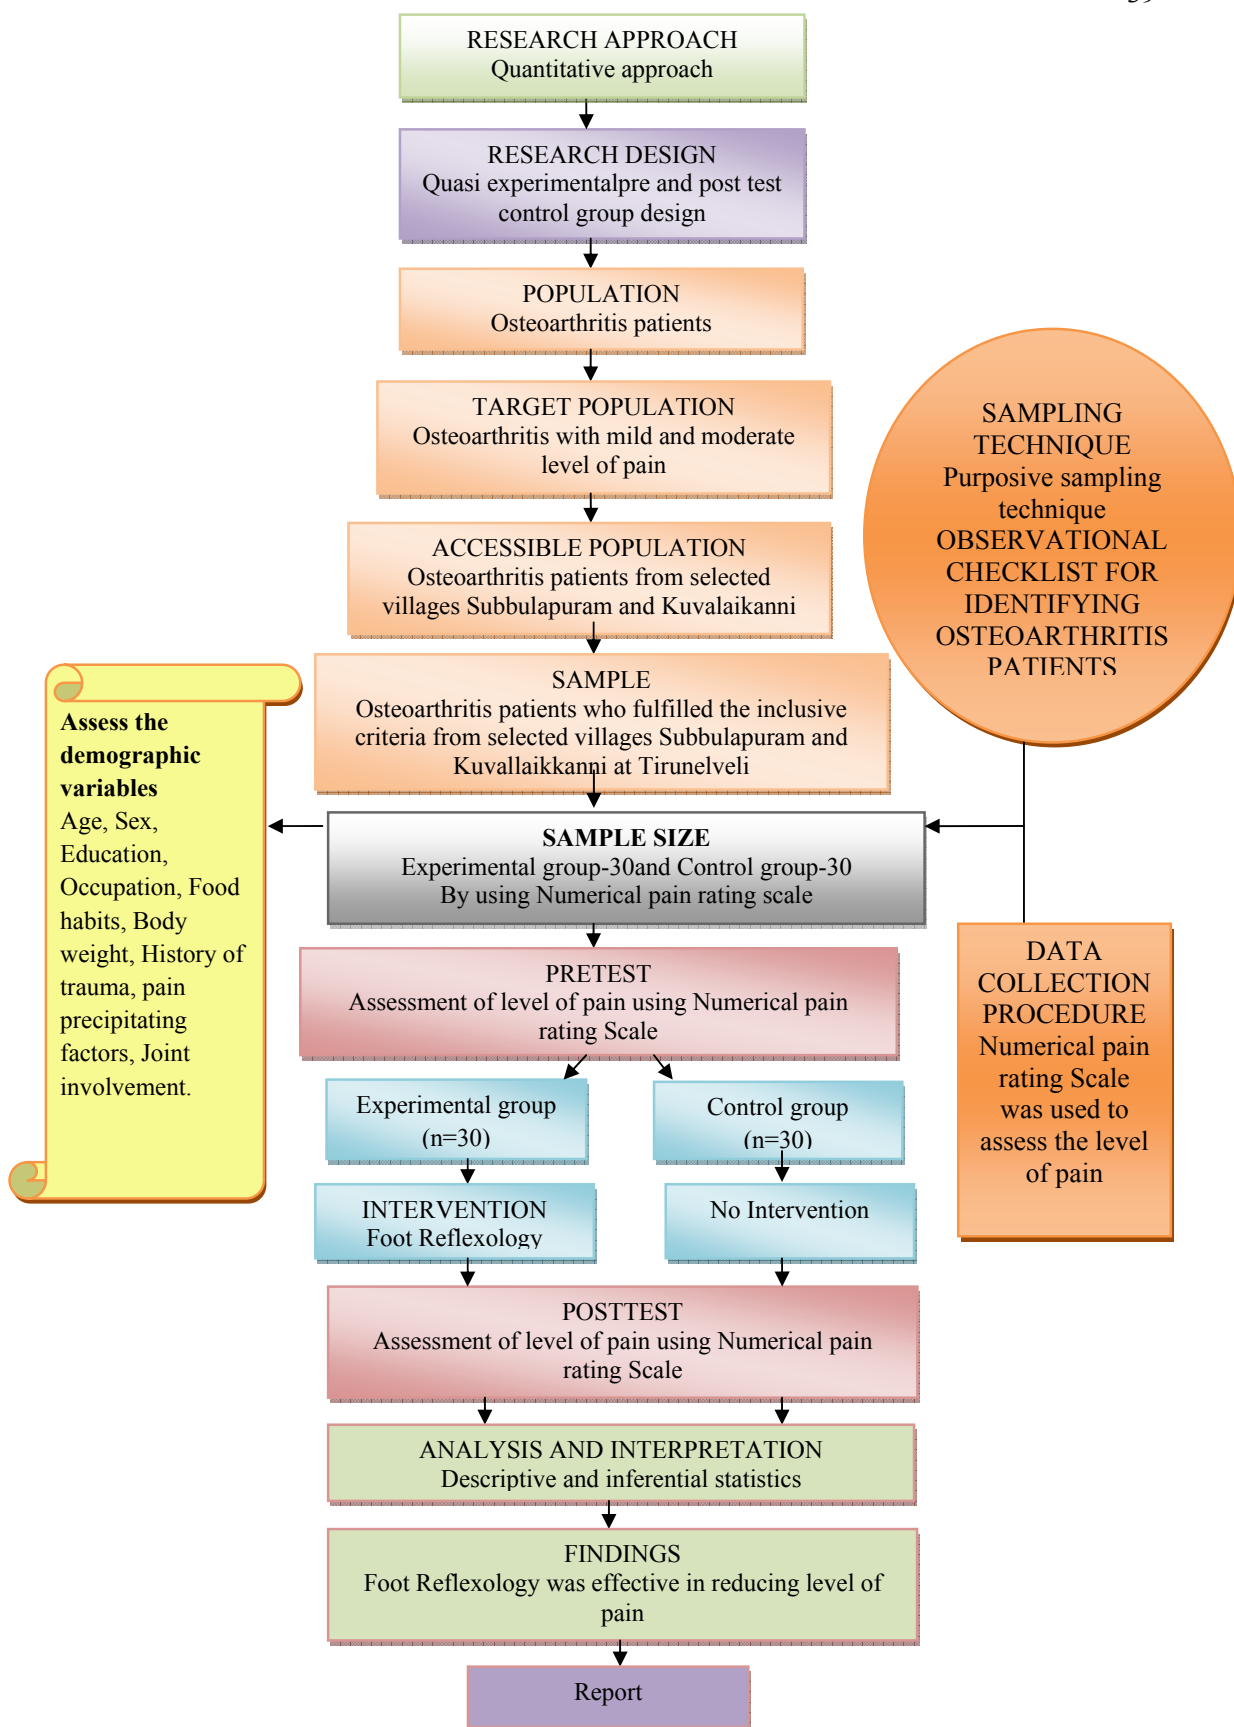 RESEARCH APPROACH
Quantitative approach
RESEARCH DESIGN
Quasi experimentalpre and post test
control group design
POPULATION
Osteoarthritis patients
TARGET POPULATION
Osteoarthritis with mild and moderate
level of pain
ACCESSIBLE POPULATION
Osteoarthritis patients from selected
villages Subbulapuram and Kuvalaikanni
SAMPLING
TECHNIQUE
Purposive sampling
technique
OBSERVATIONAL
CHECKLIST FOR
IDENTIFYING
OSTEOARTHRITIS
PATIENTS
SAMPLE
Osteoarthritis patients who fulfilled the inclusive
criteria from selected villages Subbulapuram and
Kuvallaikkanni at Tirunelveli
Assess the
demographic
variables
Age, Sex,
Education,
Occupation, Food
habits, Body
weight, History of
trauma, pain
precipitating
factors, Joint
involvement.
SAMPLE SIZE
Experimental group-30and Control group-30
By using Numerical pain rating scale
DATA
COLLECTION
PROCEDURE
Numerical pain
rating Scale
was used to
assess the level
of pain
PRETEST
Assessment of level of pain using Numerical pain
rating Scale
Experimental group
(n=30)
Control group
(n=30)
INTERVENTION
Foot Reflexology
No Intervention
POSTTEST
Assessment of level of pain using Numerical pain
rating Scale
ANALYSIS AND INTERPRETATION
Descriptive and inferential statistics
FINDINGS
Foot Reflexology was effective in reducing level of
pain
Report